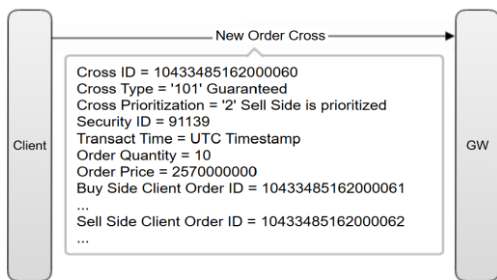 New Order Cross
Client
Cross ID = 10433485162000060
Cross Type = '101' Guaranteed
Cross Prioritization = '2' Sell Side is prioritized
Security ID = 91139
Transact Time = UTC Timestamp
Order Quantity = 10
Order Price = 2570000000
Buy Side Client Order ID = 10433485162000061
...
Sell Side Client Order ID = 10433485162000062
...
GW